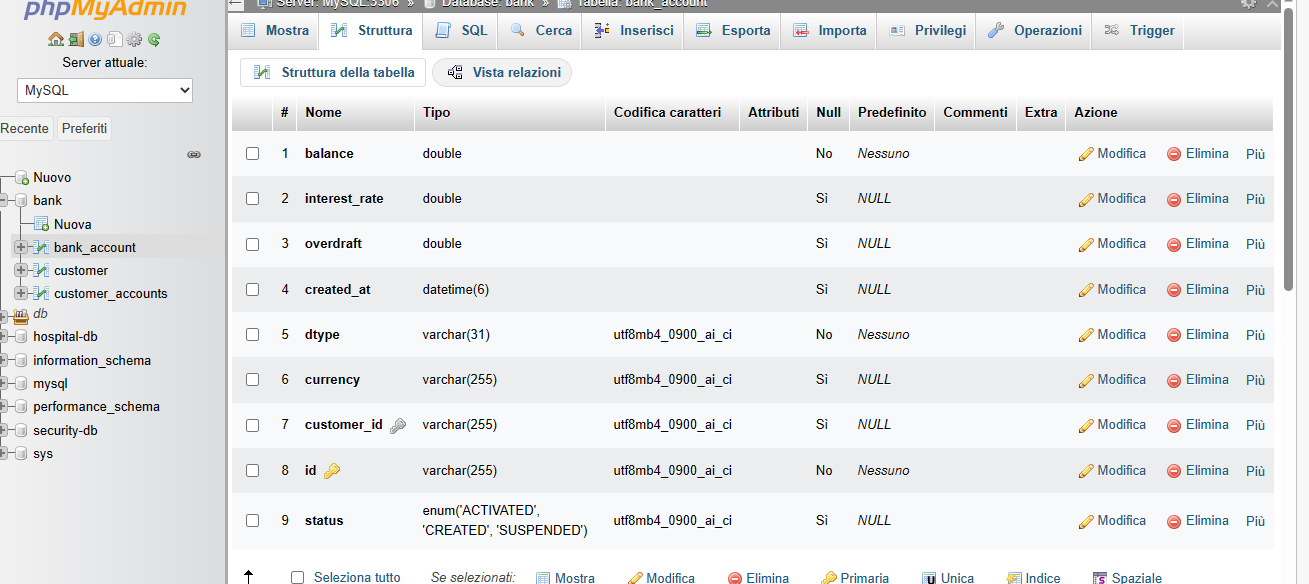 phpMyAdmin
Server attuale:
MySQL
Recente Preferiti
Nuovo
bank
Nuova
bank_account
customer
customer_accounts
db
hospital-db
information_schema
mysql
performance_schema
security-db
sys
Server: MySQL:3306 » Database: bank » Tabella: bank_account
Mostra Struttura SQL Cerca Inserisci Esporta Importa Privilegi Operazioni Trigger
Struttura della tabella Vista relazioni
# Nome Tipo Codifica caratteri Attributi Null Predefinito Commenti Extra Azione
1 balance double No Nessuno Modifica Elimina Più
2 interest_rate double Sì NULL Modifica Elimina Più
3 overdraft double Sì NULL Modifica Elimina Più
4 created_at datetime(6) Sì NULL Modifica Elimina Più
5 dtype varchar(31) utf8mb4_0900_ai_ci No Nessuno Modifica Elimina Più
6 currency varchar(255) utf8mb4_0900_ai_ci Sì NULL Modifica Elimina Più
7 customer_id varchar(255) utf8mb4_0900_ai_ci Sì NULL Modifica Elimina Più
8 id varchar(255) utf8mb4_0900_ai_ci No Nessuno Modifica Elimina Più
9 status enum('ACTIVATED', utf8mb4_0900_ai_ci Sì NULL Modifica Elimina Più
'CREATED', 'SUSPENDED')
Seleziona tutto Se selezionati: Mostra Modifica Elimina Primaria Unica Indice Spaziale